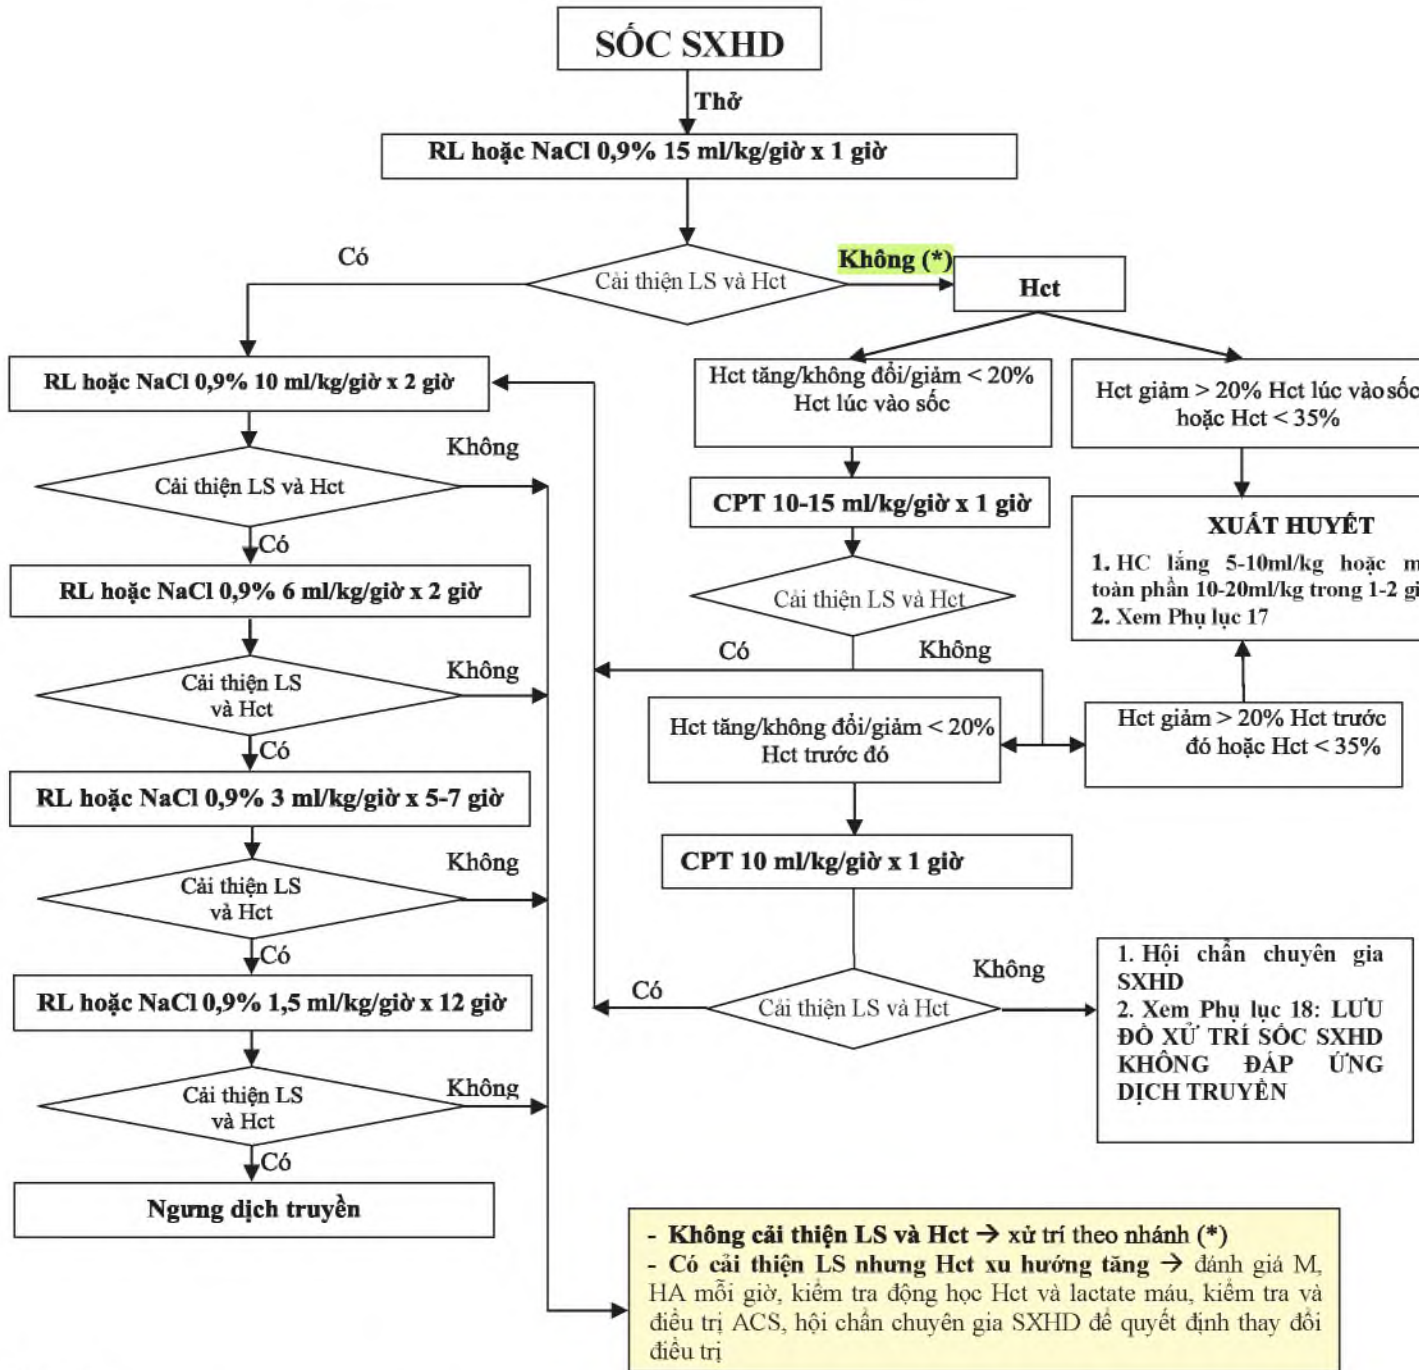 SỐC SXHD
Thở
RL hoặc NaCl 0,9% 15 ml/kg/giờ x 1 giờ
Có
Cải thiện LS và Hct
Không (*)
Hct
RL hoặc NaCl 0,9% 10 ml/kg/giờ x 2 giờ
Hct tăng/không đổi/giảm < 20%
Hct lúc vào sốc
Hct giảm > 20% Hct lúc vào sốc
hoặc Hct < 35%
Cải thiện LS và Hct
Không
Có
CPT 10-15 ml/kg/giờ x 1 giờ
XUẤT HUYẾT
1. HC lắng 5-10ml/kg hoặc
toàn phần 10-20ml/kg trong 1-2
2. Xem Phụ lục 17
RL hoặc NaCl 0,9% 6 ml/kg/giờ x 2 giờ
Cải thiện LS và Hct
Có
Không
Cải thiện LS
và Hct
Không
Có
Hct tăng/không đổi/giảm < 20%
Hct trước đó
Hct giảm > 20% Hct trước
đó hoặc Hct < 35%
RL hoặc NaCl 0,9% 3 ml/kg/giờ x 5-7 giờ
CPT 10 ml/kg/giờ x 1 giờ
Cải thiện LS
và Hct
Không
Có
RL hoặc NaCl 0,9% 1,5 ml/kg/giờ x 12 giờ
Có
Cải thiện LS và Hct
Không
1. Hội chẩn chuyên gia
SXHD
2. Xem Phụ lục 18: LƯU
ĐỒ XỬ TRÍ SỐC SXHD
KHÔNG ĐÁP ỨNG
DỊCH TRUYỀN
Cải thiện LS
và Hct
Không
Có
Ngưng dịch truyền
- Không cải thiện LS và Hct → xử trí theo nhánh (*)
- Có cải thiện LS nhưng Hct xu hướng tăng → đánh giá M,
HA mỗi giờ, kiểm tra động học Hct và lactate máu, kiểm tra và
điều trị ACS, hội chẩn chuyên gia SXHD để quyết định thay đổi
điều trị